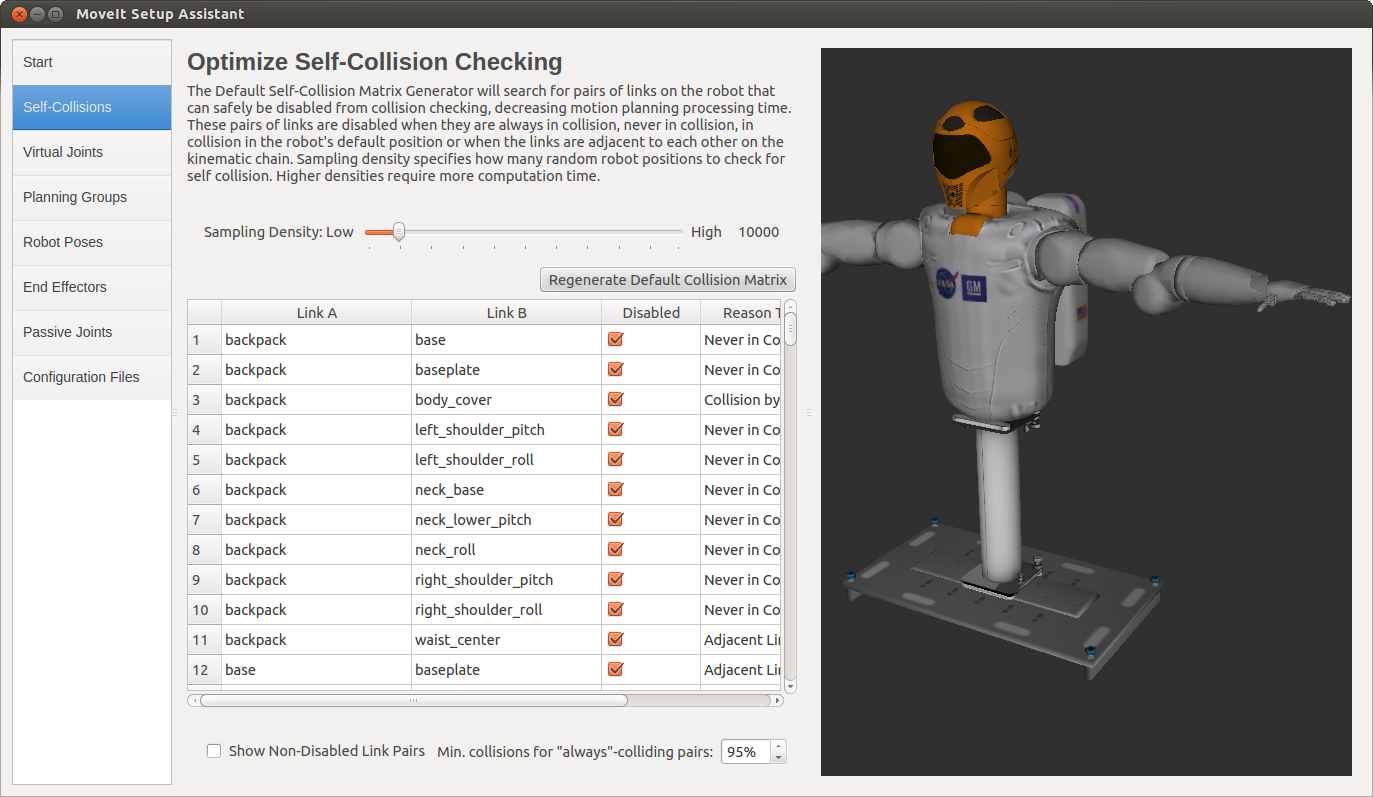 MoveIt Setup Assistant
Start
Self-Collisions
Virtual Joints
Planning Groups
Robot Poses
End Effectors
Passive Joints
Configuration Files
Optimize Self-Collision Checking
The Default Self-Collision Matrix Generator will search for pairs of links on the robot that
can safely be disabled from collision checking, decreasing motion planning processing time.
These pairs of links are disabled when they are always in collision, never in collision, in
collision in the robot's default position or when the links are adjacent to each other on the
kinematic chain. Sampling density specifies how many random robot positions to check for
self collision. Higher densities require more computation time.
Sampling Density: Low High 10000
Regenerate Default Collision Matrix
Link A Link B Disabled Reason T
1 backpack base Never in Co
2 backpack baseplate Never in Co
3 backpack body_cover Collision by
4 backpack left_shoulder_pitch Never in Co
5 backpack left_shoulder_roll Never in Co
6 backpack neck_base Never in Co
7 backpack neck_lower_pitch Never in Co
8 backpack neck_roll Never in Co
9 backpack right_shoulder_pitch Never in Co
10 backpack right_shoulder_roll Never in Co
11 backpack waist_center Adjacent Lin
12 base baseplate Adjacent Lin
Show Non-Disabled Link Pairs Min. collisions for "always"-colliding pairs: 95%
NASA
GM